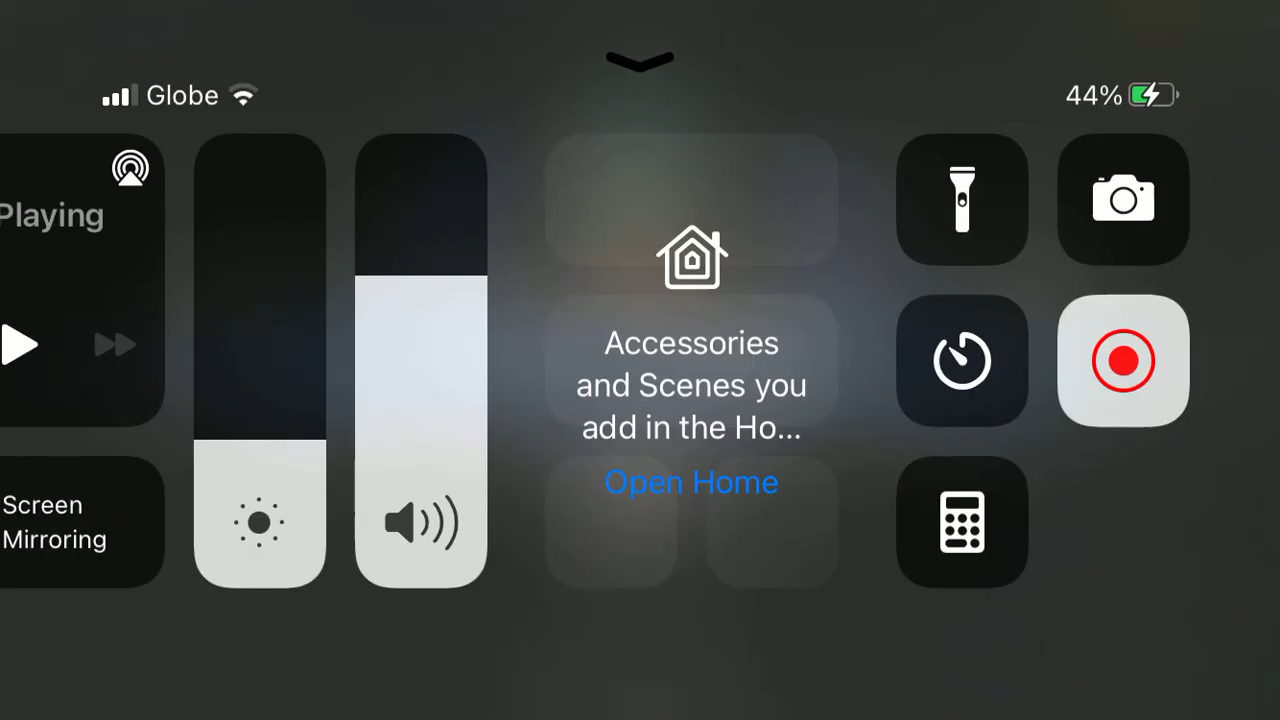 Globe
44%
Playing
Screen
Mirroring
Accessories
and Scenes you
add in the Ho...
Open Home